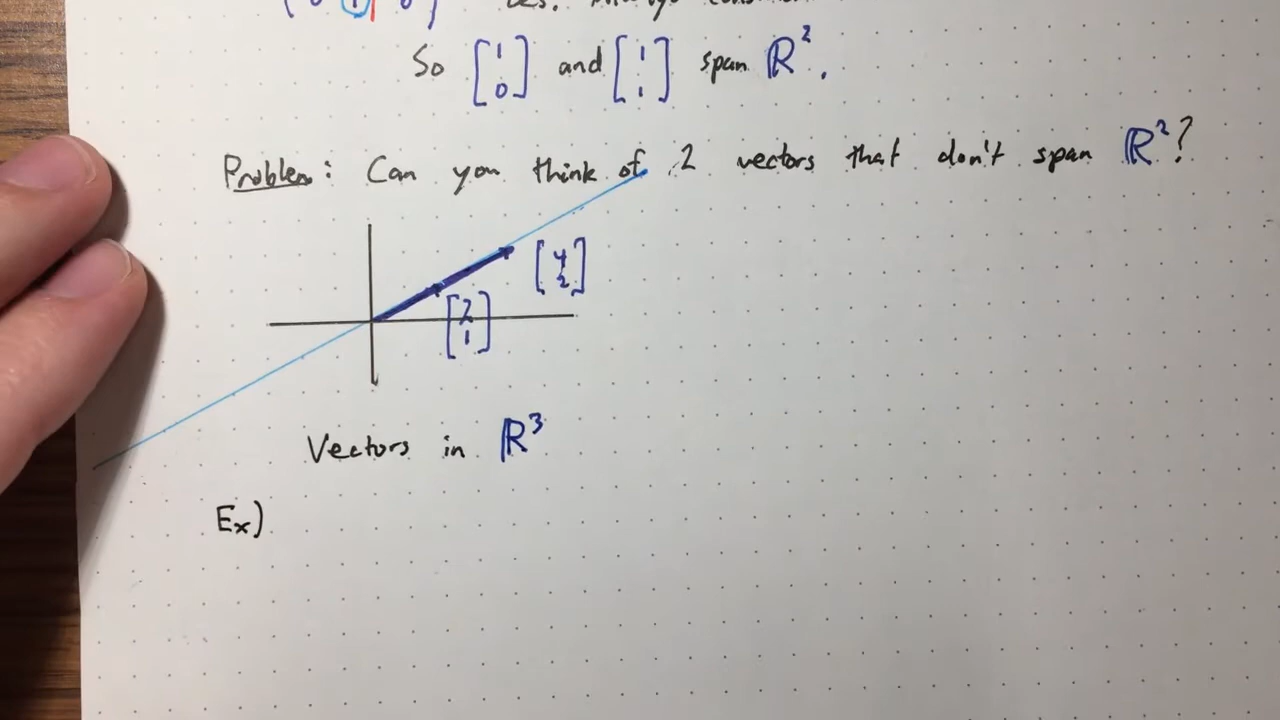 So [1 0] and [1 1] span ℝ².
Problem: Can you think of 2 vectors that don't span ℝ²?
[4 2]
[2 1]
Vectors in ℝ³
Ex)